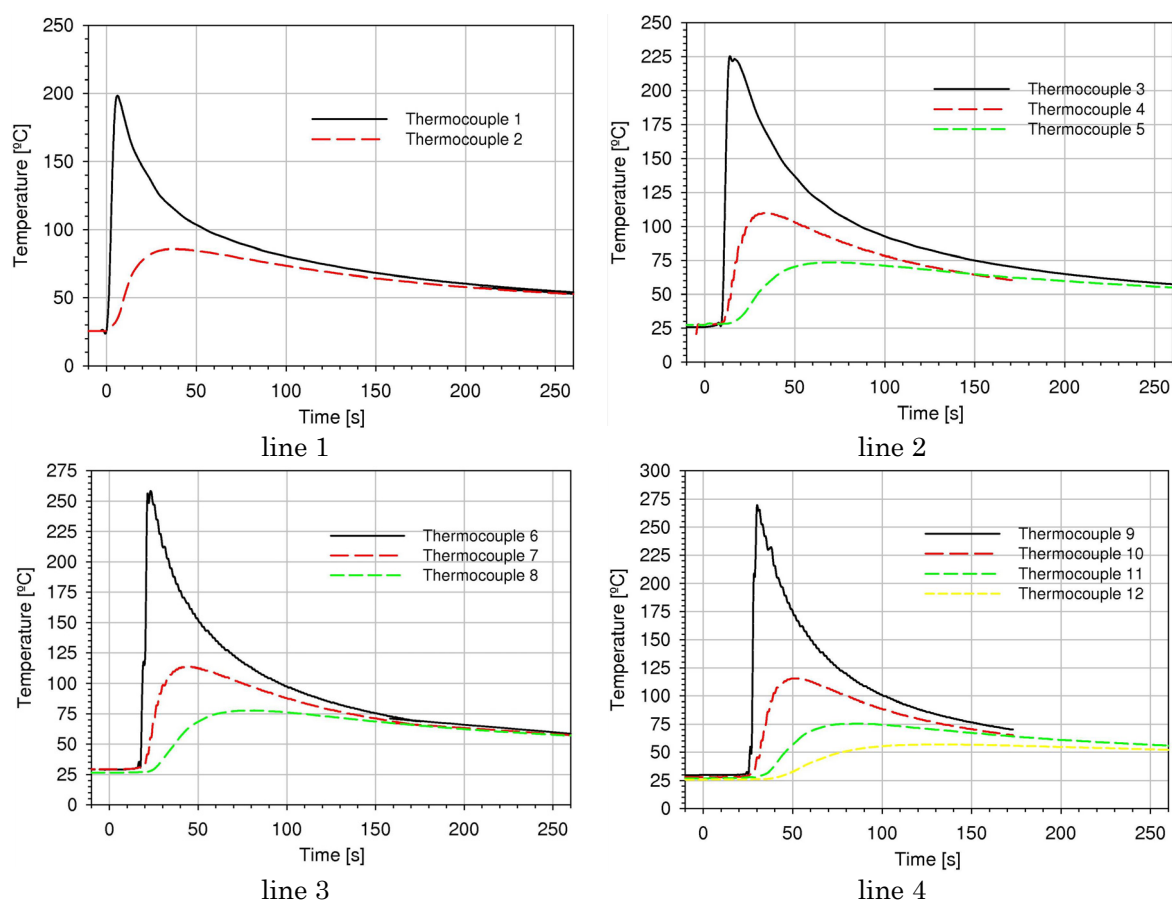 250
200
150
100
50
0
Temperature [ºC]
0 50 100 150 200 250
Time [s]
Thermocouple 1
Thermocouple 2
line 1
250
225
200
175
150
125
100
75
50
25
0
Temperature [ºC]
0 50 100 150 200 250
Time [s]
Thermocouple 3
Thermocouple 4
Thermocouple 5
line 2
275
250
225
200
175
150
125
100
75
50
25
0
Temperature [ºC]
0 50 100 150 200 250
Time [s]
Thermocouple 6
Thermocouple 7
Thermocouple 8
line 3
300
275
250
225
200
175
150
125
100
75
50
25
0
Temperature [ºC]
0 50 100 150 200 250
Time [s]
Thermocouple 9
Thermocouple 10
Thermocouple 11
Thermocouple 12
line 4